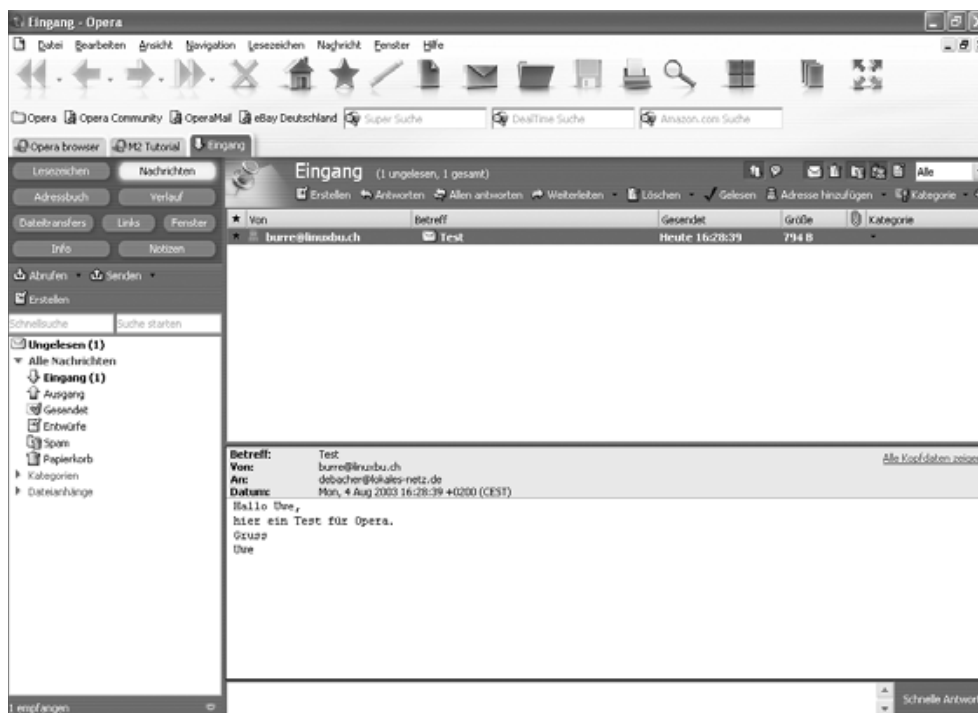 Eingang - Opera
Datei Bearbeiten Ansicht Navigation Lesezeichen Nachricht Fenster Hilfe
Opera Opera Community OperaMail eBay Deutschland Super Suche DealTime Suche Amazon.com Suche
Opera browser M2 Tutorial Eingang
Lesezeichen Nachrichten
Adressbuch Verlauf
Dateitransfers Links Fenster
Info Notizen
Abrufen Senden
Erstellen
Schnellsuche Suche starten
Ungelesen (1)
Alle Nachrichten
Eingang (1)
Ausgang
Gesendet
Entwürfe
Spam
Papierkorb
Kategorien
Dateianhänge
1 empfangen
Eingang (1 ungelesen, 1 gesamt) Alle
Erstellen Antworten Allen antworten Weiterleiten Löschen Gelesen Adresse hinzufügen Kategorie
Von Betreff Gesendet Größe Kategorie
burre@linuxbu.ch Test Heute 16:28:39 794 B
Betreff: Test Alle Kopfdaten zeigen
Von: burre@linuxbu.ch
An: debacher@lokales-netz.de
Datum: Mon, 4 Aug 2003 16:28:39 +0200 (CEST)
Hallo Uwe,
hier ein Test für Opera.
Gruss
Uwe
Schnelle Antwort